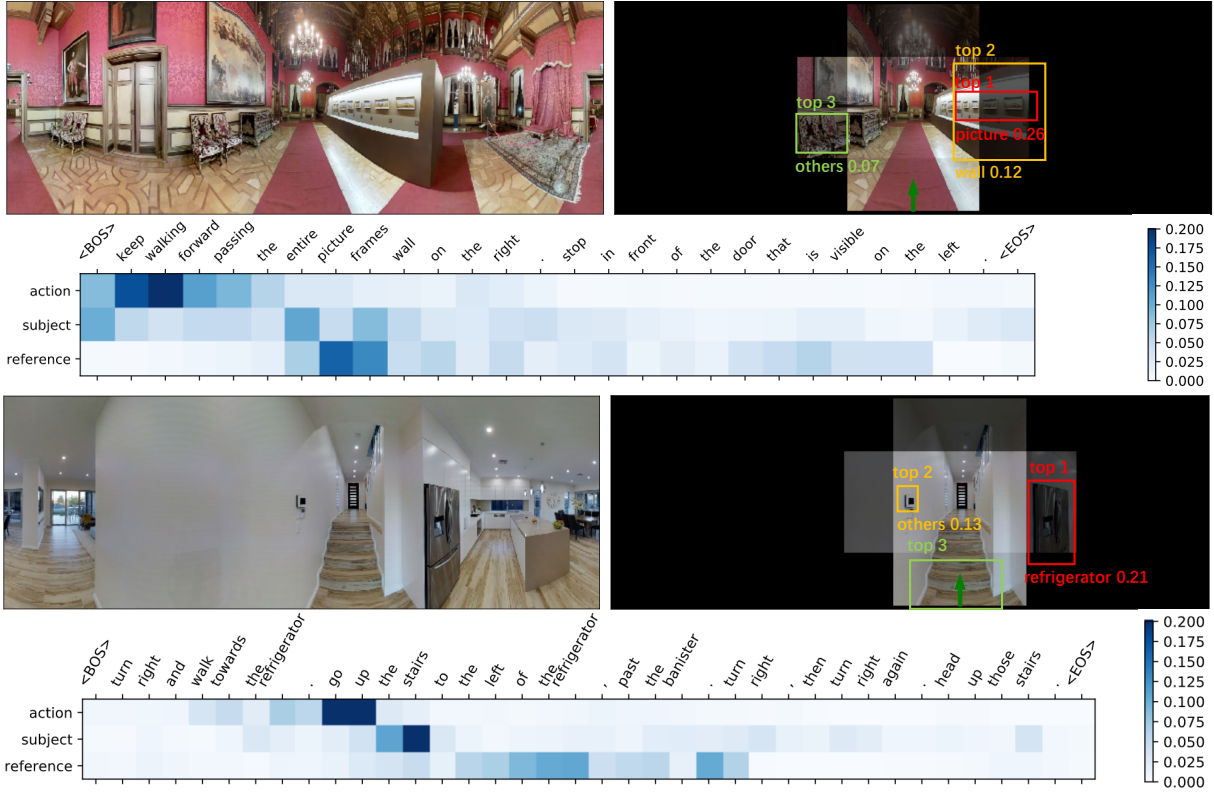 top 2
top 1
top 3
picture 0.26
others 0.07
wall 0.12
<BOS> keep walking forward passing the entire picture frames wall on the right . stop in front of the door that is visible on the left . <EOS>
action
subject
reference
0.200
0.175
0.150
0.125
0.100
0.075
0.050
0.025
0.000
top 1
top 2
others 0.13
top 3
refrigerator 0.21
<BOS> turn right and walk towards the refrigerator . go up the stairs to the left of the refrigerator , past the banister . turn right , then turn right again . head up those stairs . <EOS>
action
subject
reference
0.200
0.175
0.150
0.125
0.100
0.075
0.050
0.025
0.000